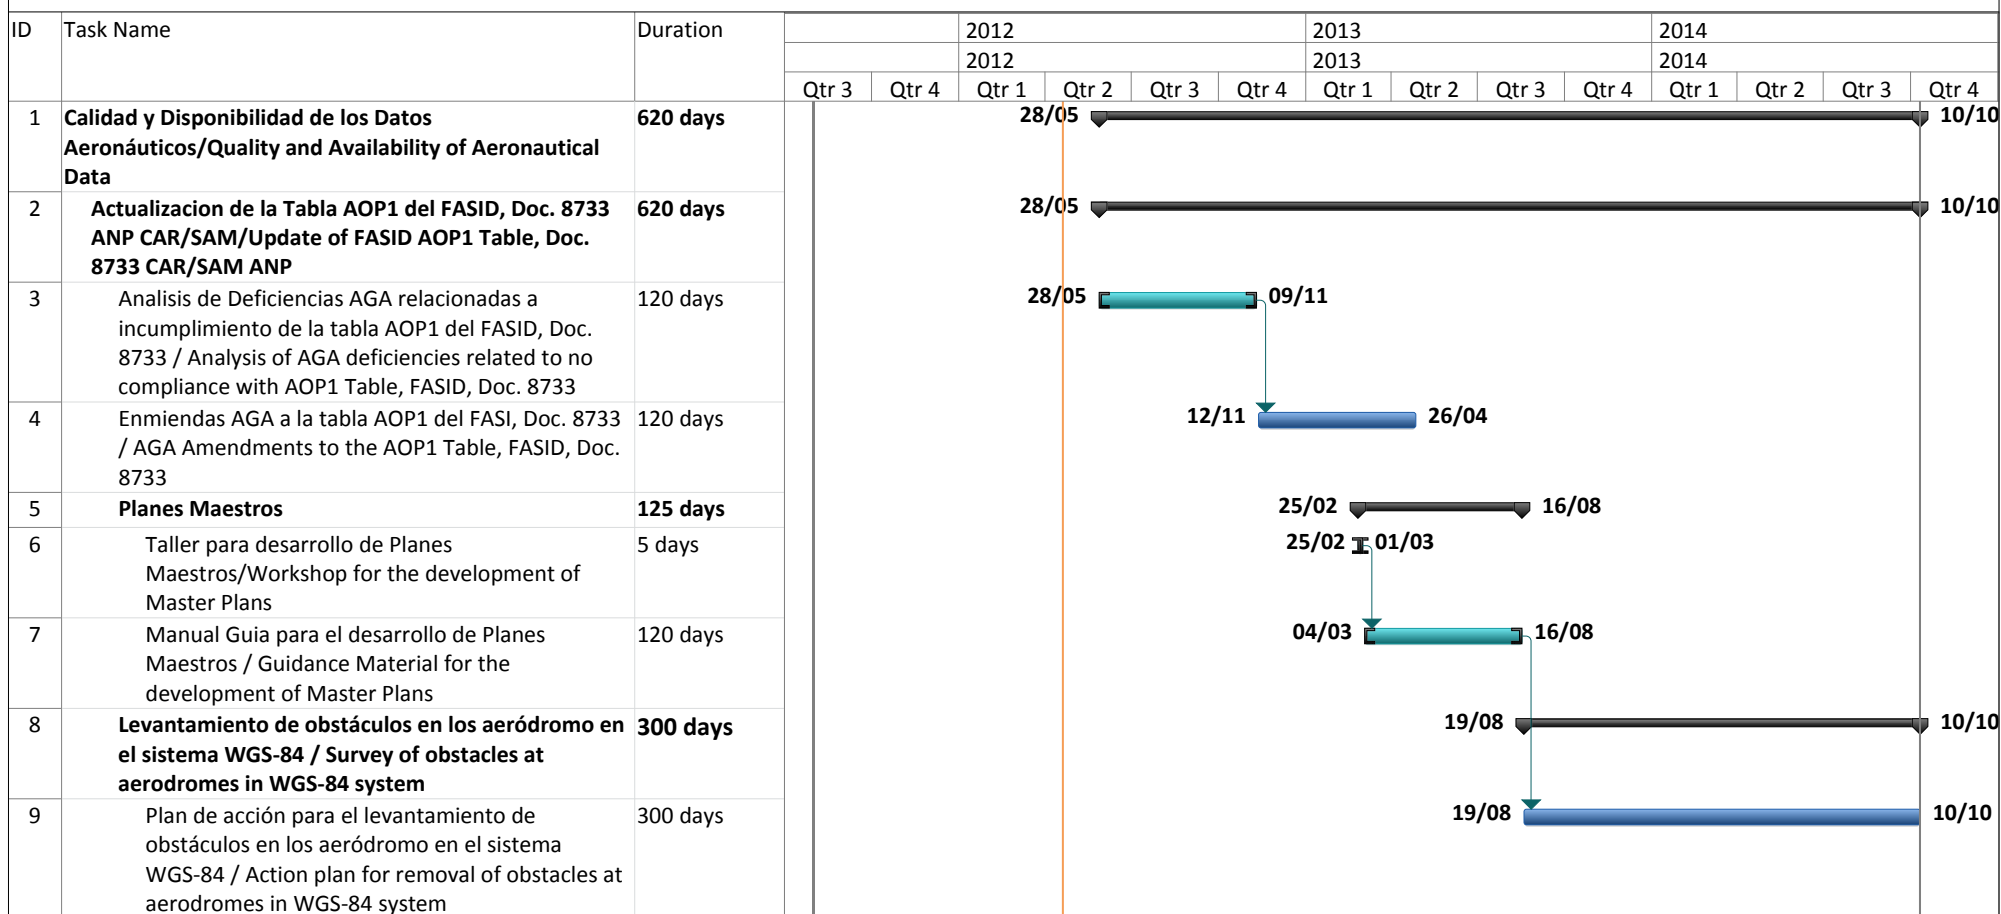 ID Task Name Duration 2012 2013 2014
2012 2013 2014
Qtr 3 Qtr 4 Qtr 1 Qtr 2 Qtr 3 Qtr 4 Qtr 1 Qtr 2 Qtr 3 Qtr 4 Qtr 1 Qtr 2 Qtr 3 Qtr 4
1 Calidad y Disponibilidad de los Datos 620 days 28/05 10/10
Aeronáuticos/Quality and Availability of Aeronautical
Data
2 Actualizacion de la Tabla AOP1 del FASID, Doc. 8733 620 days 28/05 10/10
ANP CAR/SAM/Update of FASID AOP1 Table, Doc.
8733 CAR/SAM ANP
3 Analisis de Deficiencias AGA relacionadas a 120 days 28/05 09/11
incumplimiento de la tabla AOP1 del FASID, Doc.
8733 / Analysis of AGA deficiencies related to no
compliance with AOP1 Table, FASID, Doc. 8733
4 Enmiendas AGA a la tabla AOP1 del FASI, Doc. 8733 120 days 12/11 26/04
/ AGA Amendments to the AOP1 Table, FASID, Doc.
8733
5 Planes Maestros 125 days 25/02 16/08
6 Taller para desarrollo de Planes 5 days 25/02 01/03
Maestros/Workshop for the development of
Master Plans
7 Manual Guia para el desarrollo de Planes 120 days 04/03 16/08
Maestros / Guidance Material for the
development of Master Plans
8 Levantamiento de obstáculos en los aeródromo en 300 days 19/08 10/10
el sistema WGS-84 / Survey of obstacles at
aerodromes in WGS-84 system
9 Plan de acción para el levantamiento de 300 days 19/08 10/10
obstáculos en los aeródromo en el sistema
WGS-84 / Action plan for removal of obstacles at
aerodromes in WGS-84 system